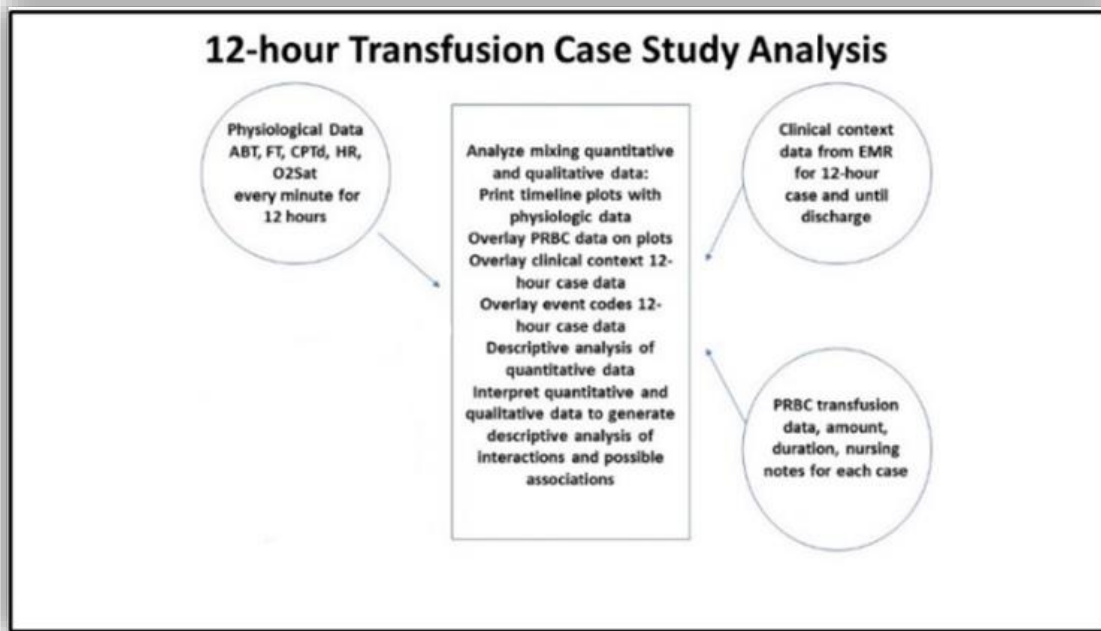 12-hour Transfusion Case Study Analysis
Physiological Data
ABT, FT, CPTd, HR,
O2Sat
every minute for
12 hours
Analyze mixing quantitative
and qualitative data:
Print timeline plots with
physiologic data
Overlay PRBC data on plots
Overlay clinical context 12-
hour case data
Overlay event codes 12-
hour case data
Descriptive analysis of
quantitative data
Interpret quantitative and
qualitative data to generate
descriptive analysis of
interactions and possible
associations
Clinical context
data from EMR
for 12-hour
case and until
discharge
PRBC transfusion
data, amount,
duration, nursing
notes for each case